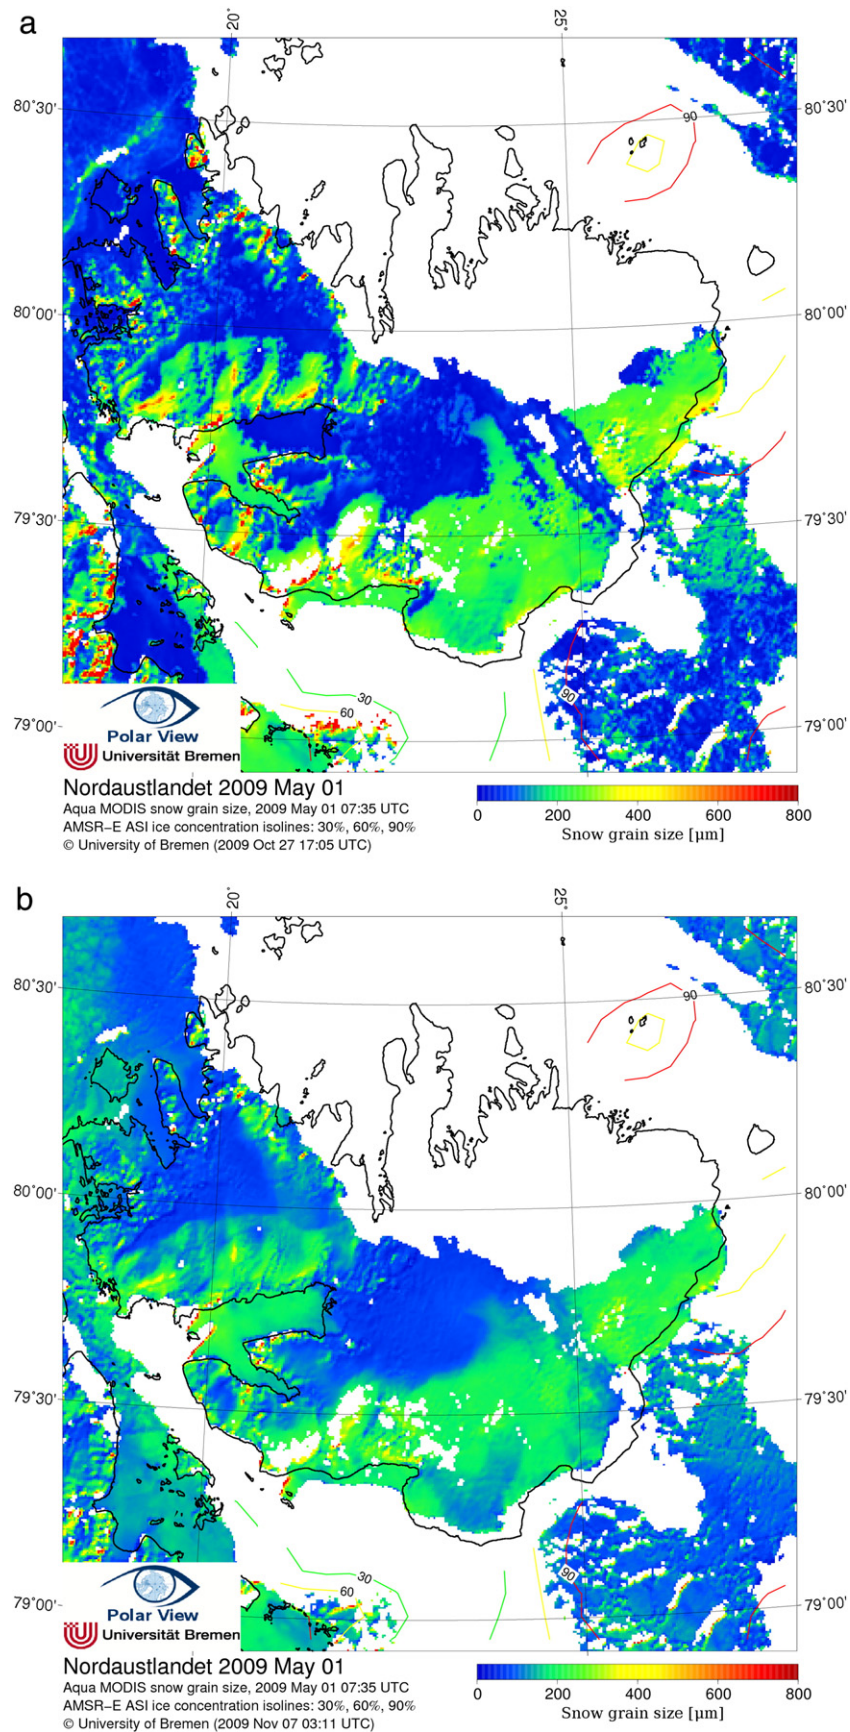 a
20°
25°
80°30'
80°30'
90
80°00'
80°00'
79°30'
79°30'
90
30
60
79°00'
79°00'
Polar View
Universität Bremen
Nordaustlandet 2009 May 01
Aqua MODIS snow grain size, 2009 May 01 07:35 UTC
AMSR-E ASI ice concentration isolines: 30%, 60%, 90%
© University of Bremen (2009 Oct 27 17:05 UTC)
0 200 400 600 800
Snow grain size [µm]
b
20°
25°
80°30'
80°30'
90
80°00'
80°00'
79°30'
79°30'
90
30
60
79°00'
79°00'
Polar View
Universität Bremen
Nordaustlandet 2009 May 01
Aqua MODIS snow grain size, 2009 May 01 07:35 UTC
AMSR-E ASI ice concentration isolines: 30%, 60%, 90%
© University of Bremen (2009 Nov 07 03:11 UTC)
0 200 400 600 800
Snow grain size [µm]